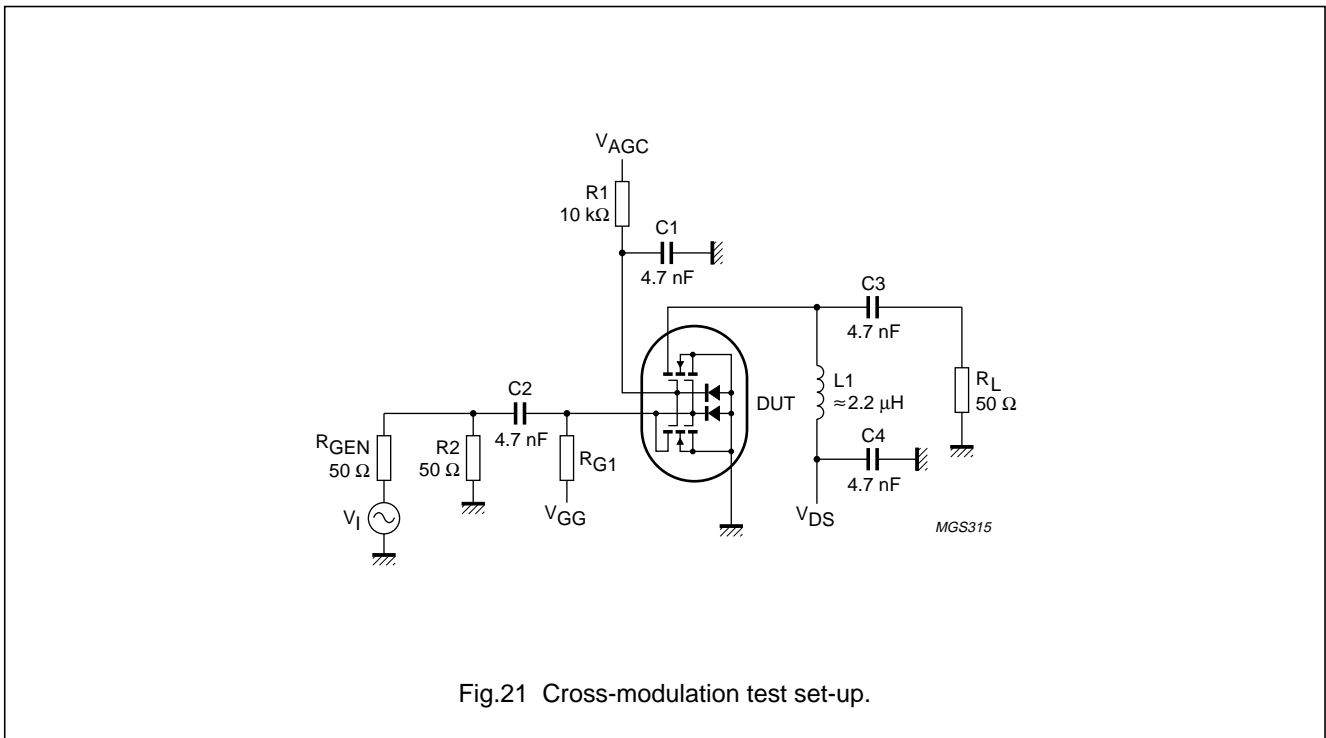 VAGC
R1
10 kΩ
C1
4.7 nF
C3
4.7 nF
L1
≈2.2 μH
RL
50 Ω
DUT
C2
4.7 nF
RGEN
50 Ω
R2
50 Ω
RG1
C4
4.7 nF
VI
VGG
VDS
MGS315
Fig.21 Cross-modulation test set-up.